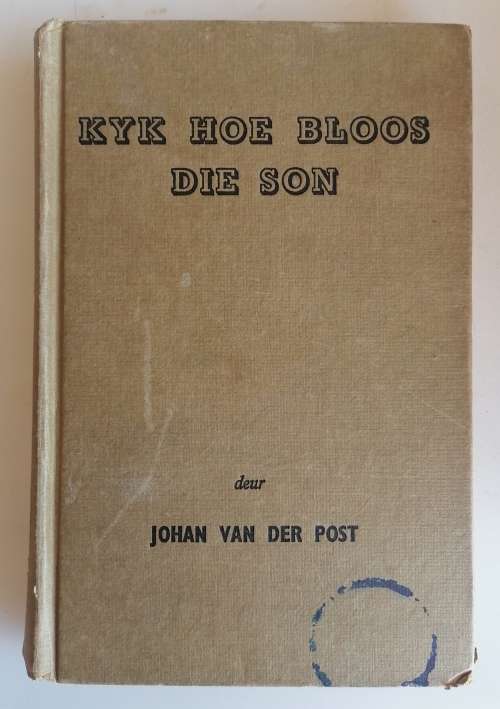 KYK HOE BLOOS
DIE SON
deur
JOHAN VAN DER POST